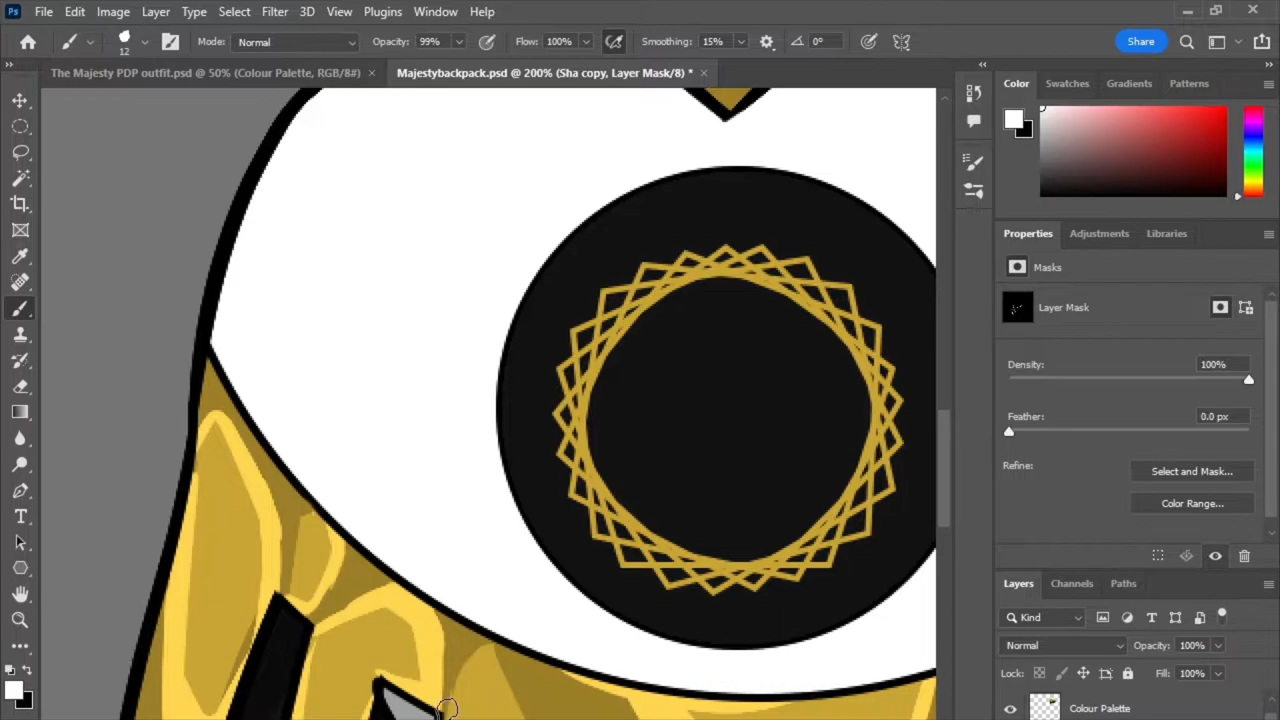 Ps File Edit Image Layer Type Select Filter 3D View Plugins Window Help
12 Mode: Normal Opacity: 99% Flow: 100% Smoothing: 15% 0° Share
The Majesty PDP outfit.psd @ 50% (Colour Palette, RGB/8#) × Majestybackpack.psd @ 200% (Sha copy, Layer Mask/8) * ×
Color Swatches Gradients Patterns
Properties Adjustments Libraries
Masks
Layer Mask
Density: 100%
Feather: 0.0 px
Refine: Select and Mask...
Color Range...
Layers Channels Paths
Kind
Normal Opacity: 100%
Lock: Fill: 100%
Colour Palette